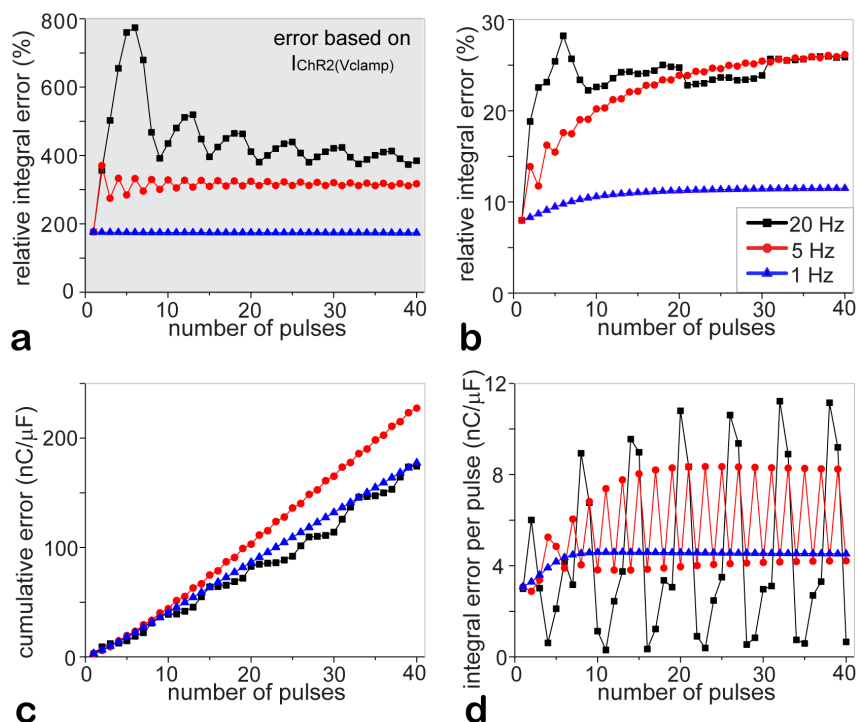 800
600
400
200
0
relative integral error (%)
error based on
IChR2(Vclamp)
0 10 20 30 40
number of pulses
a
30
20
10
0
relative integral error (%)
20 Hz
5 Hz
1 Hz
0 10 20 30 40
number of pulses
b
200
100
0
cumulative error (nC/μF)
0 10 20 30 40
number of pulses
c
12
8
4
0
integral error per pulse (nC/μF)
0 10 20 30 40
number of pulses
d